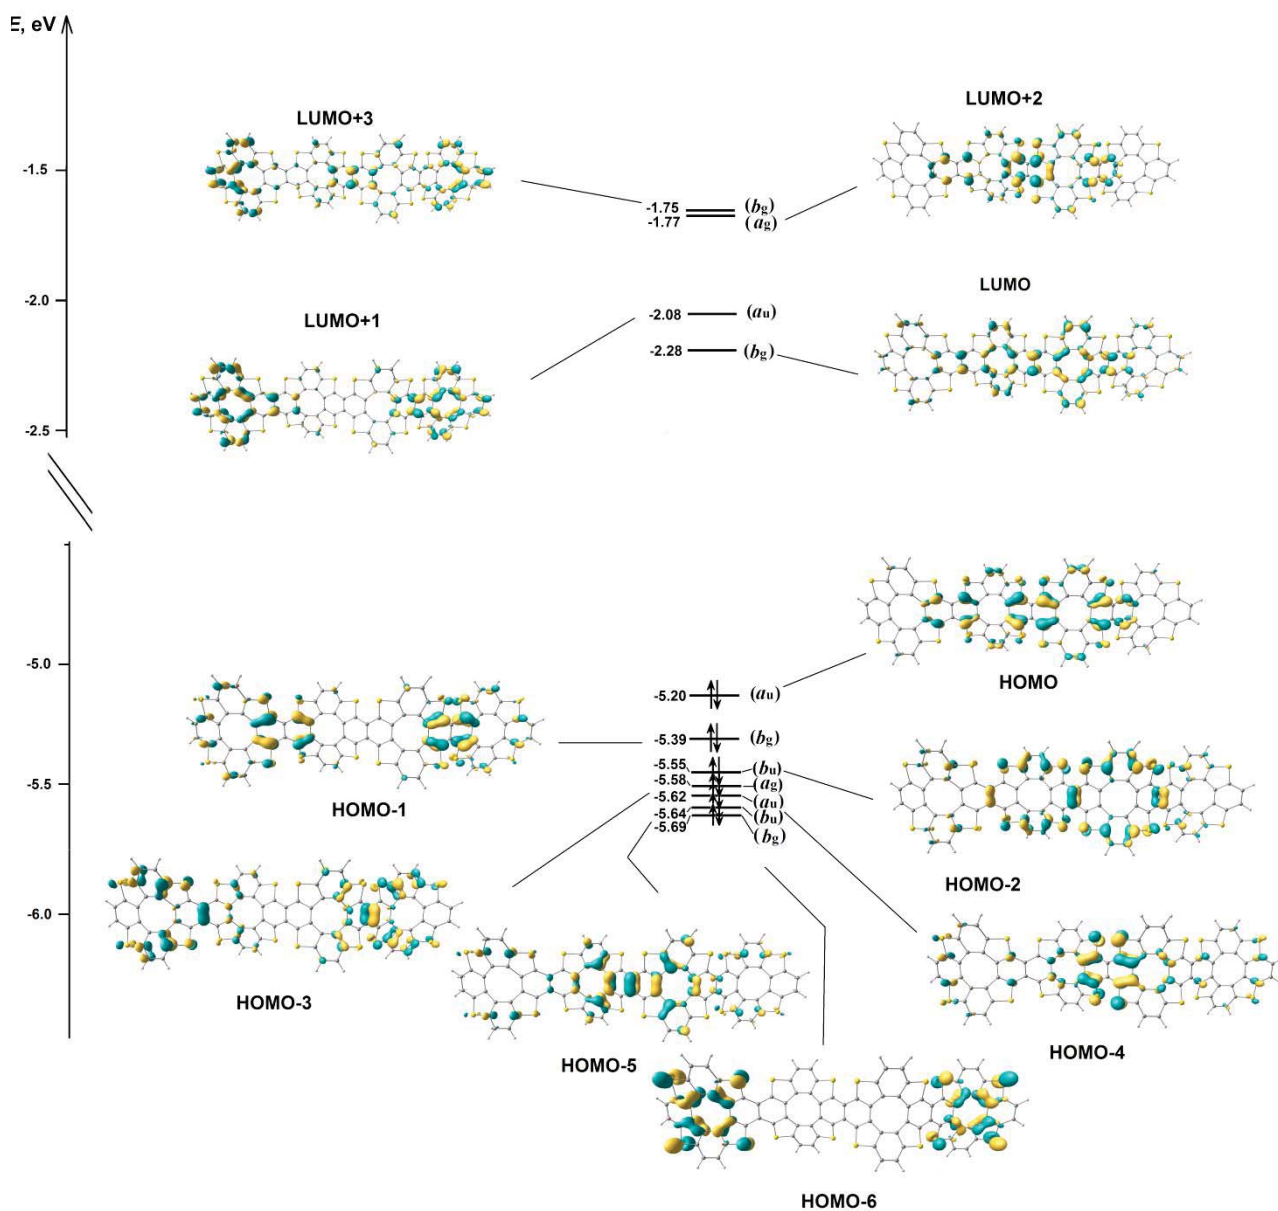 E, eV
LUMO+3
LUMO+2
-1.5
-1.75
(bg)
-1.77
(ag)
LUMO
-2.0
LUMO+1
-2.08
(au)
-2.28
(bg)
-2.5
-5.0
HOMO
-5.20
(au)
-5.39
(bg)
-5.5
HOMO-1
-5.55
(bu)
-5.58
(ag)
-5.62
(au)
-5.64
(bu)
-5.69
(bg)
HOMO-2
-6.0
HOMO-3
HOMO-5
HOMO-4
HOMO-6